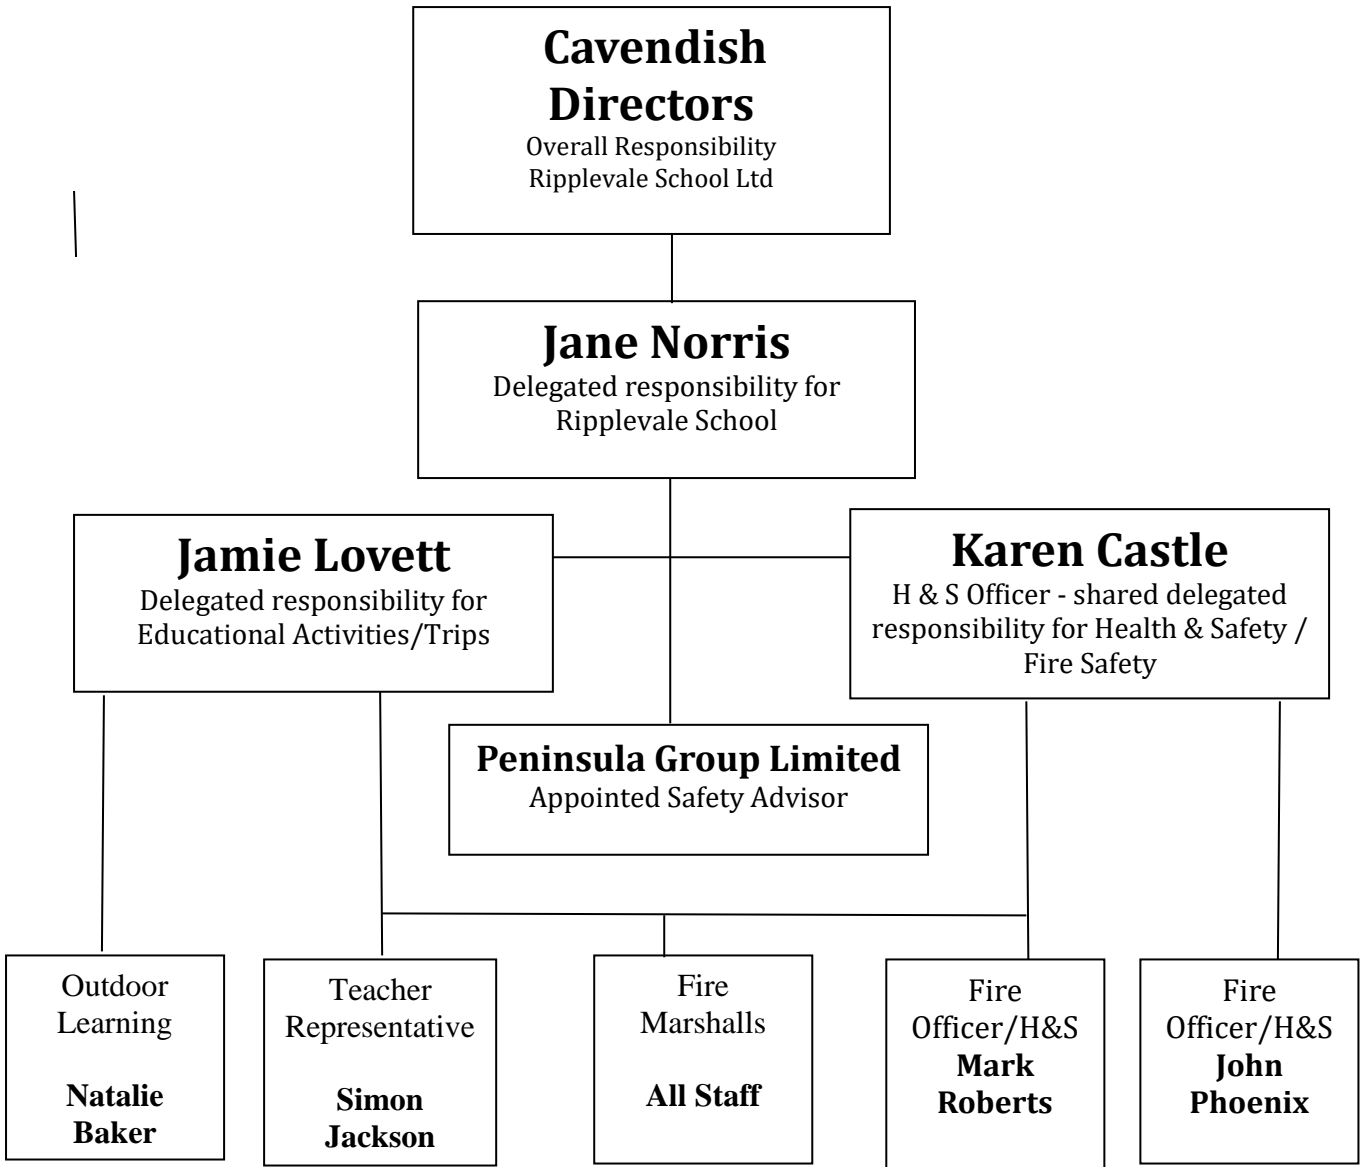 Cavendish
Directors
Overall Responsibility
Ripplevale School Ltd
Jane Norris
Delegated responsibility for
Ripplevale School
Jamie Lovett
Delegated responsibility for
Educational Activities/Trips
Karen Castle
H & S Officer - shared delegated
responsibility for Health & Safety /
Fire Safety
Peninsula Group Limited
Appointed Safety Advisor
Outdoor
Learning
Natalie
Baker
Teacher
Representative
Simon
Jackson
Fire
Marshalls
All Staff
Fire
Officer/H&S
Mark
Roberts
Fire
Officer/H&S
John
Phoenix